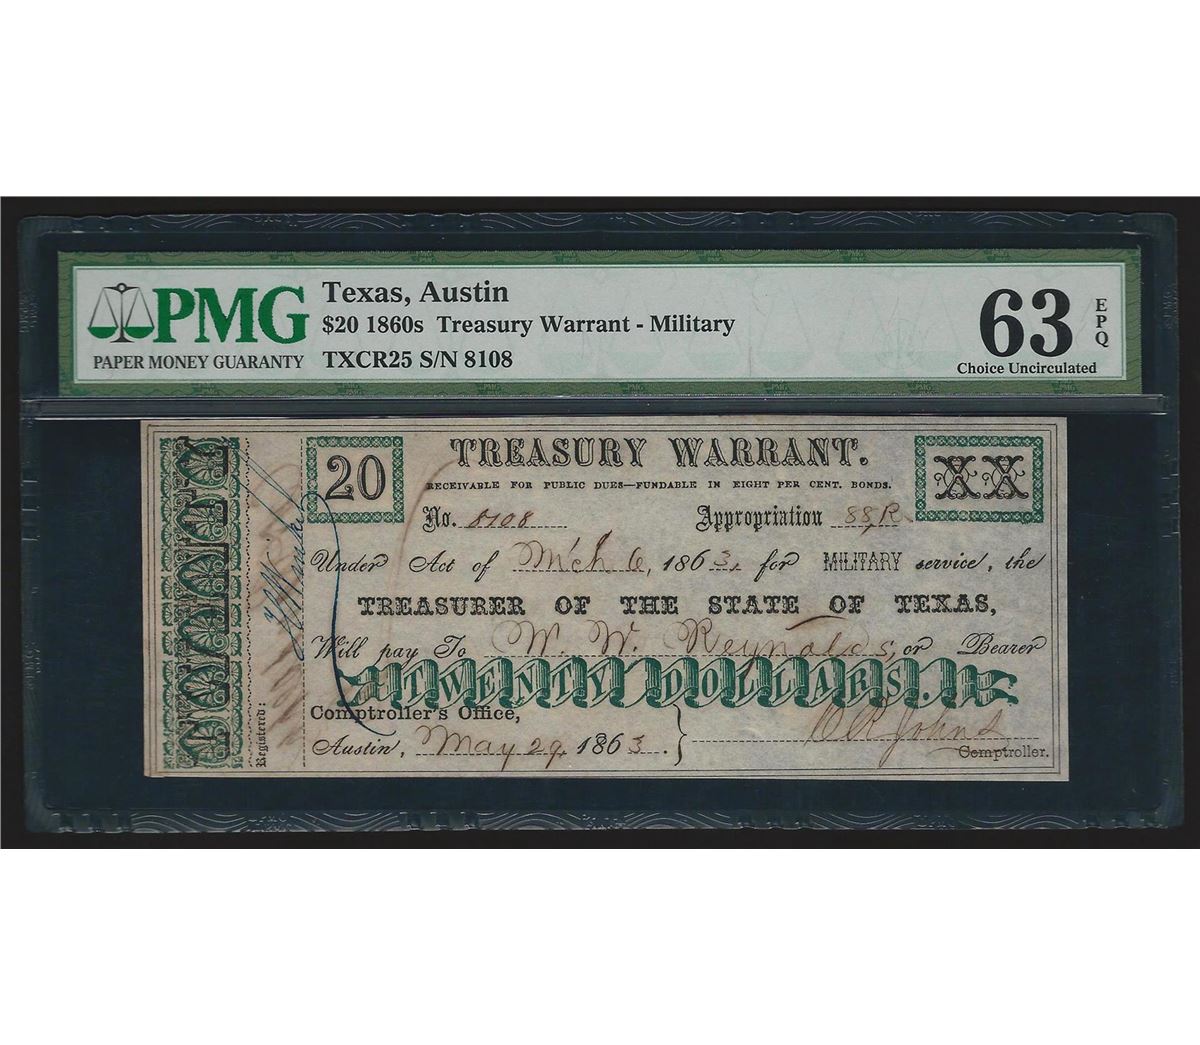 PMG
PAPER MONEY GUARANTY
Texas, Austin
$20 1860s Treasury Warrant - Military
TXCR25 S/N 8108
63 EPQ
Choice Uncirculated
20
TREASURY WARRANT.
XX
RECEIVABLE FOR PUBLIC DUES—FUNDABLE IN EIGHT PER CENT. BONDS.
No. 8108 Appropriation 88,R
Under Act of M'ch 6, 1863, for MILITARY service, the
TREASURER OF THE STATE OF TEXAS,
Will pay To W. W. Reynolds, or Bearer
TWENTY DOLLARS.
Comptroller's Office,
Austin, May 29, 1863. Johns
Comptroller.
Registered: